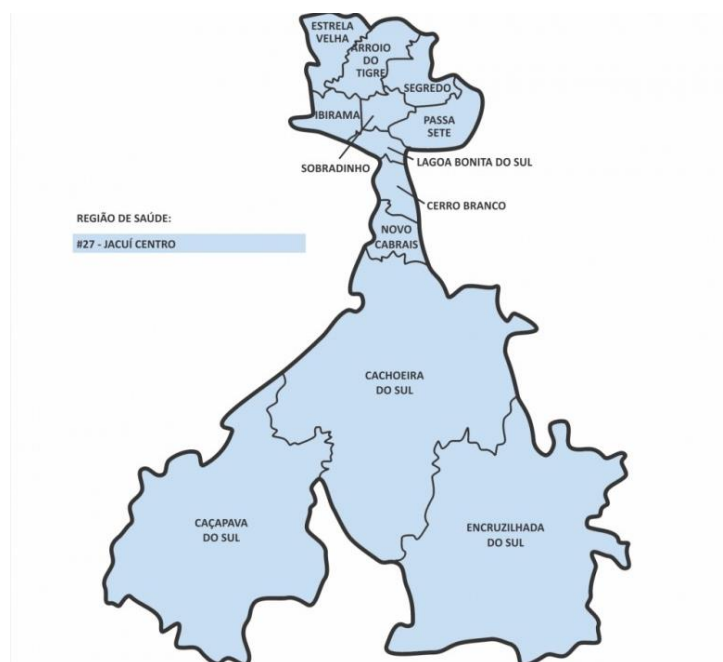 ESTRELA
VELHA
ARROIO
DO
TIGRE
SEGREDO
IBIRAMA
PASSA
SETE
LAGOA BONITA DO SUL
SOBRADINHO
CERRO BRANCO
REGIÃO DE SAÚDE:
NOVO
CABRAIS
#27 - JACUÍ CENTRO
CACHOEIRA
DO SUL
CAÇAPAVA
DO SUL
ENCRUZILHADA
DO SUL